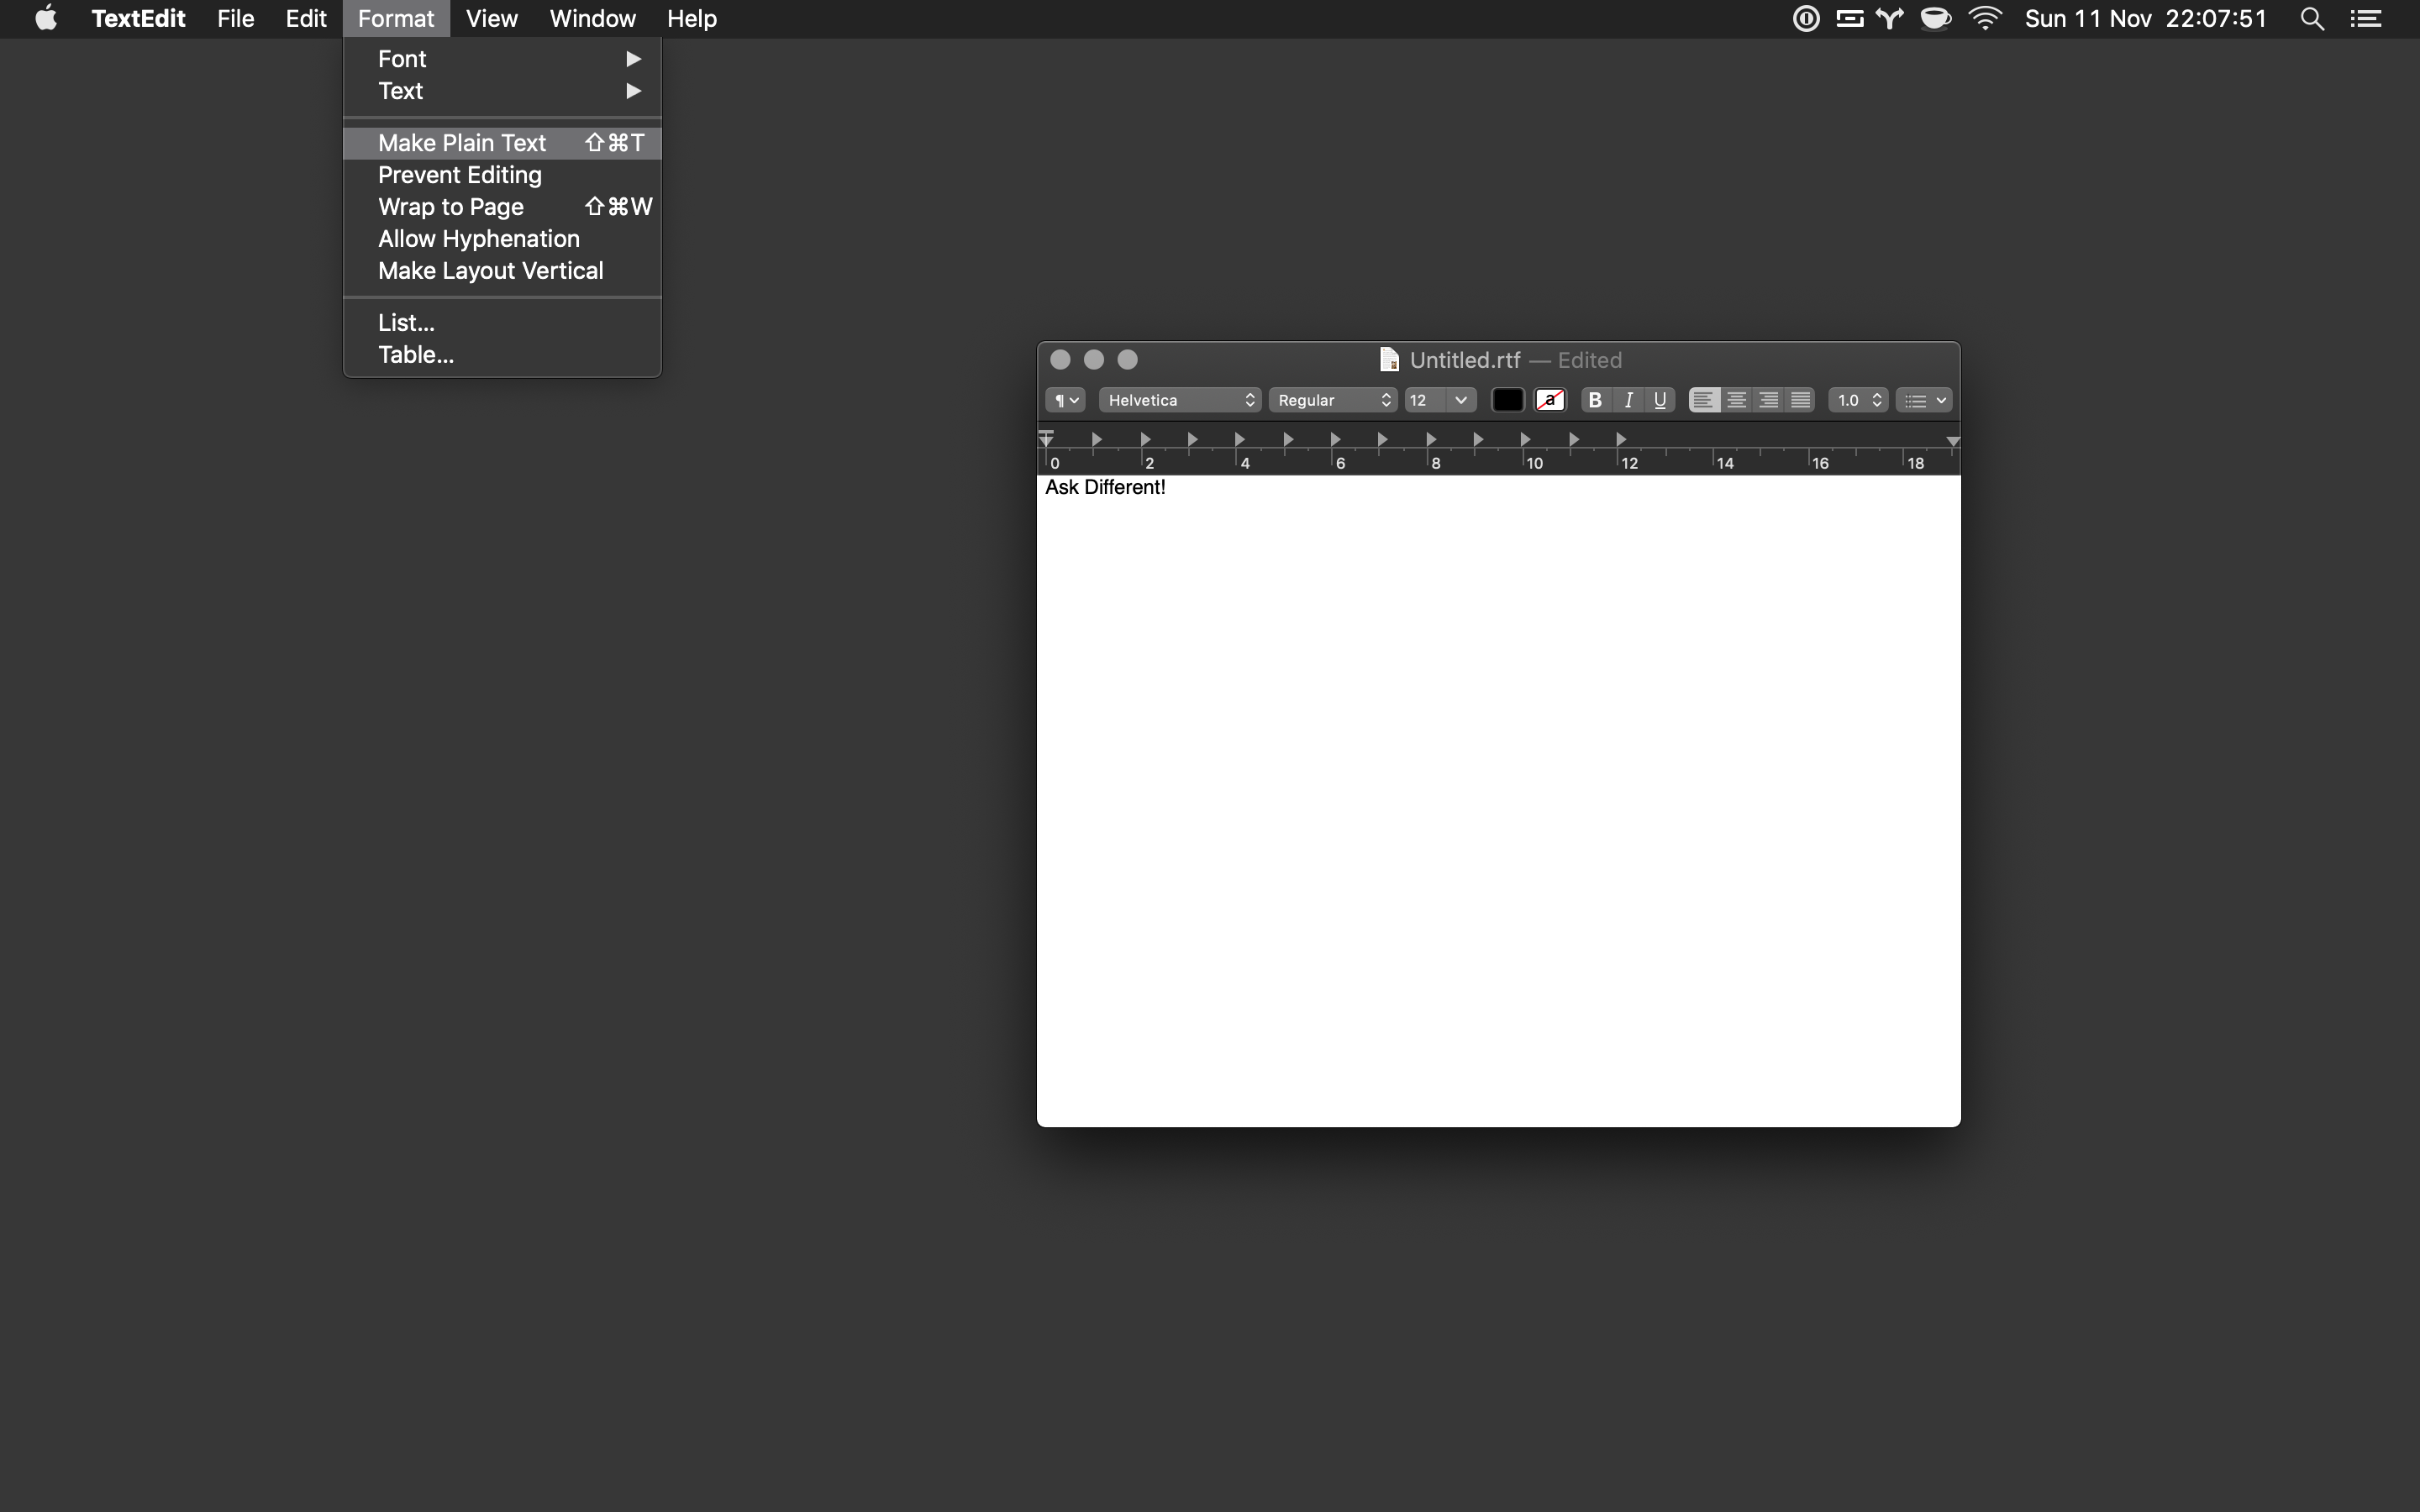 TextEdit File Edit Format View Window Help Sun 11 Nov 22:07:51
Font
Text
Make Plain Text ⇧⌘T
Prevent Editing
Wrap to Page ⇧⌘W
Allow Hyphenation
Make Layout Vertical
List...
Table...
Untitled.rtf — Edited
¶ Helvetica Regular 12 a B I U 1.0
0 2 4 6 8 10 12 14 16 18
Ask Different!